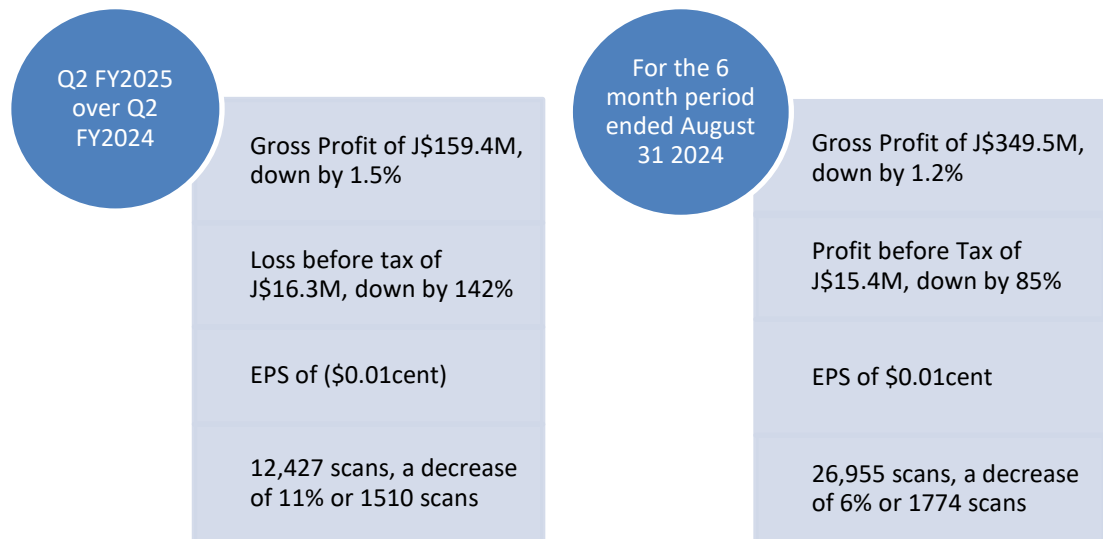 Q2 FY2025
over Q2
FY2024
Gross Profit of J$159.4M,
down by 1.5%
Loss before tax of
J$16.3M, down by 142%
EPS of ($0.01cent)
12,427 scans, a decrease
of 11% or 1510 scans
For the 6
month period
ended August
31 2024
Gross Profit of J$349.5M,
down by 1.2%
Profit before Tax of
J$15.4M, down by 85%
EPS of $0.01cent
26,955 scans, a decrease
of 6% or 1774 scans